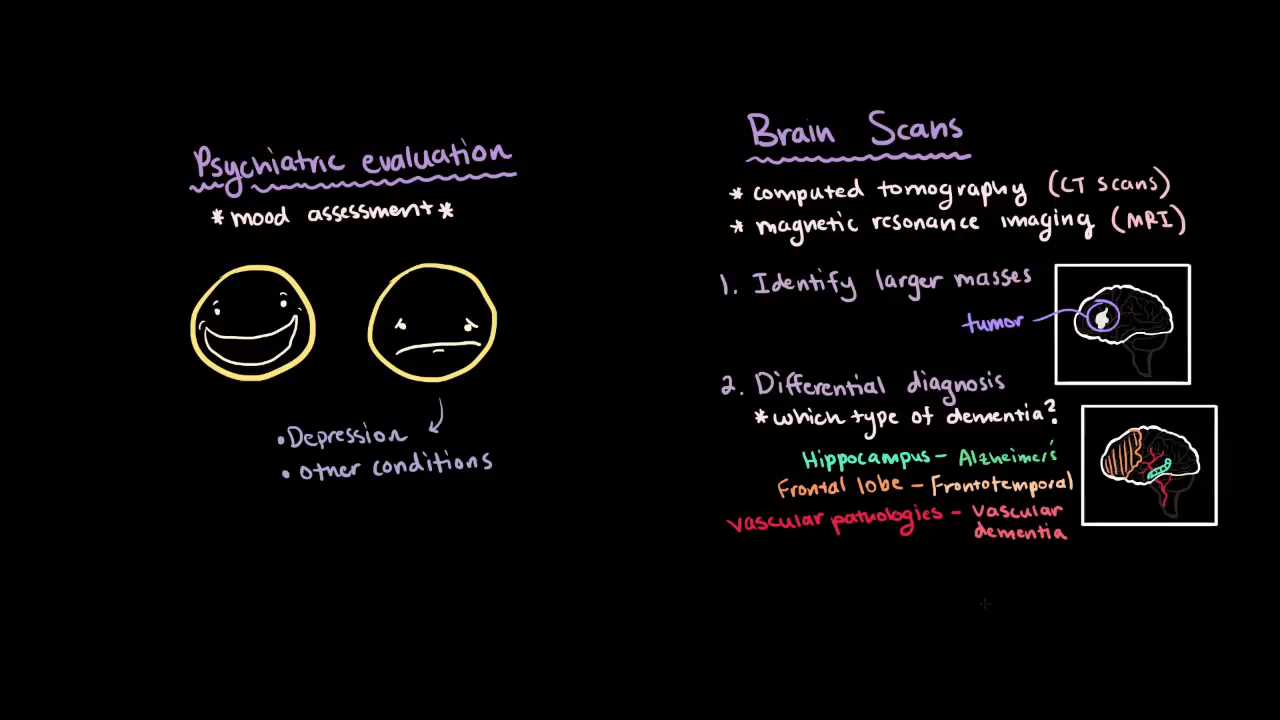 Psychiatric evaluation
*mood assessment*
•Depression
• other conditions
Brain Scans
* computed tomography (CT scans)
* magnetic resonance imaging (MRI)
1. Identify larger masses
tumor
2. Differential diagnosis
*which type of dementia?
Hippocampus - Alzheimer's
Frontal lobe - Frontotemporal
vascular pathologies - vascular
dementia